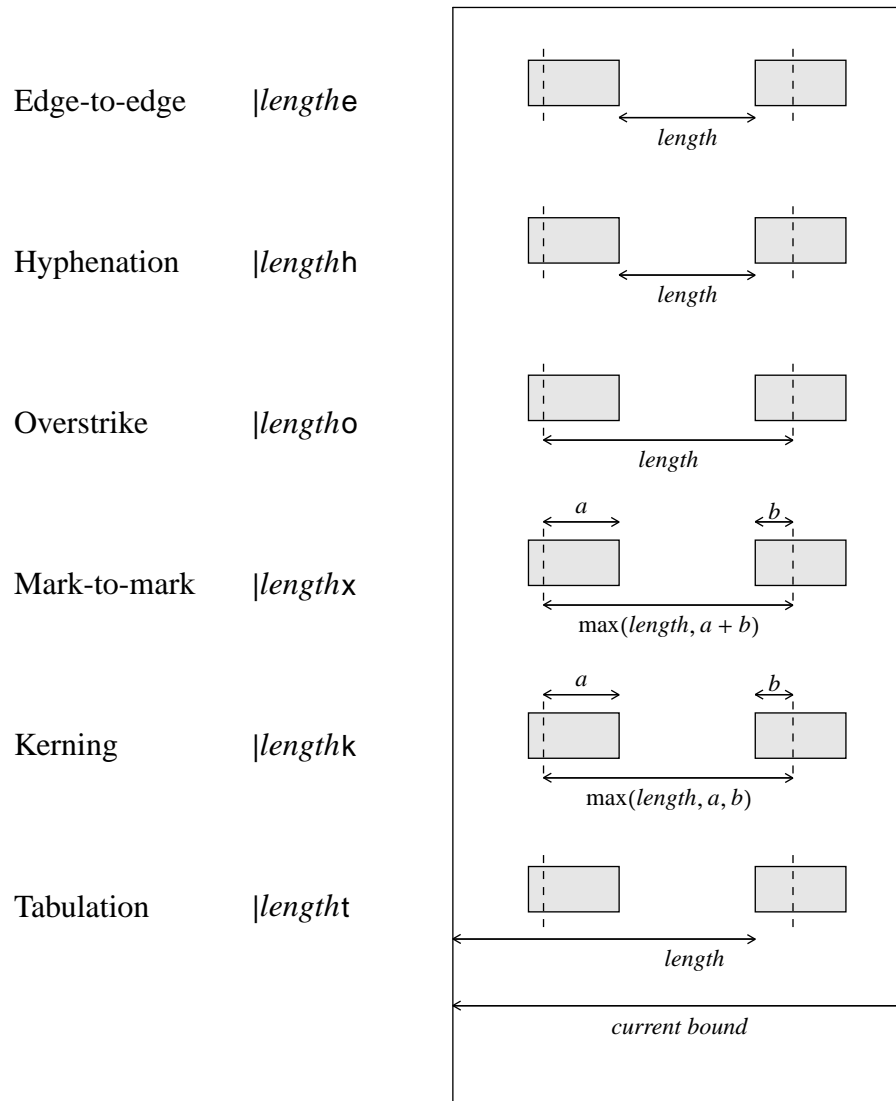 Edge-to-edge |lengthe
length
Hyphenation |lengthh
length
Overstrike |lengtho
length
a b
Mark-to-mark |lengthx
max(length, a + b)
a b
Kerning |lengthk
max(length, a, b)
Tabulation |lengtht
length
current bound